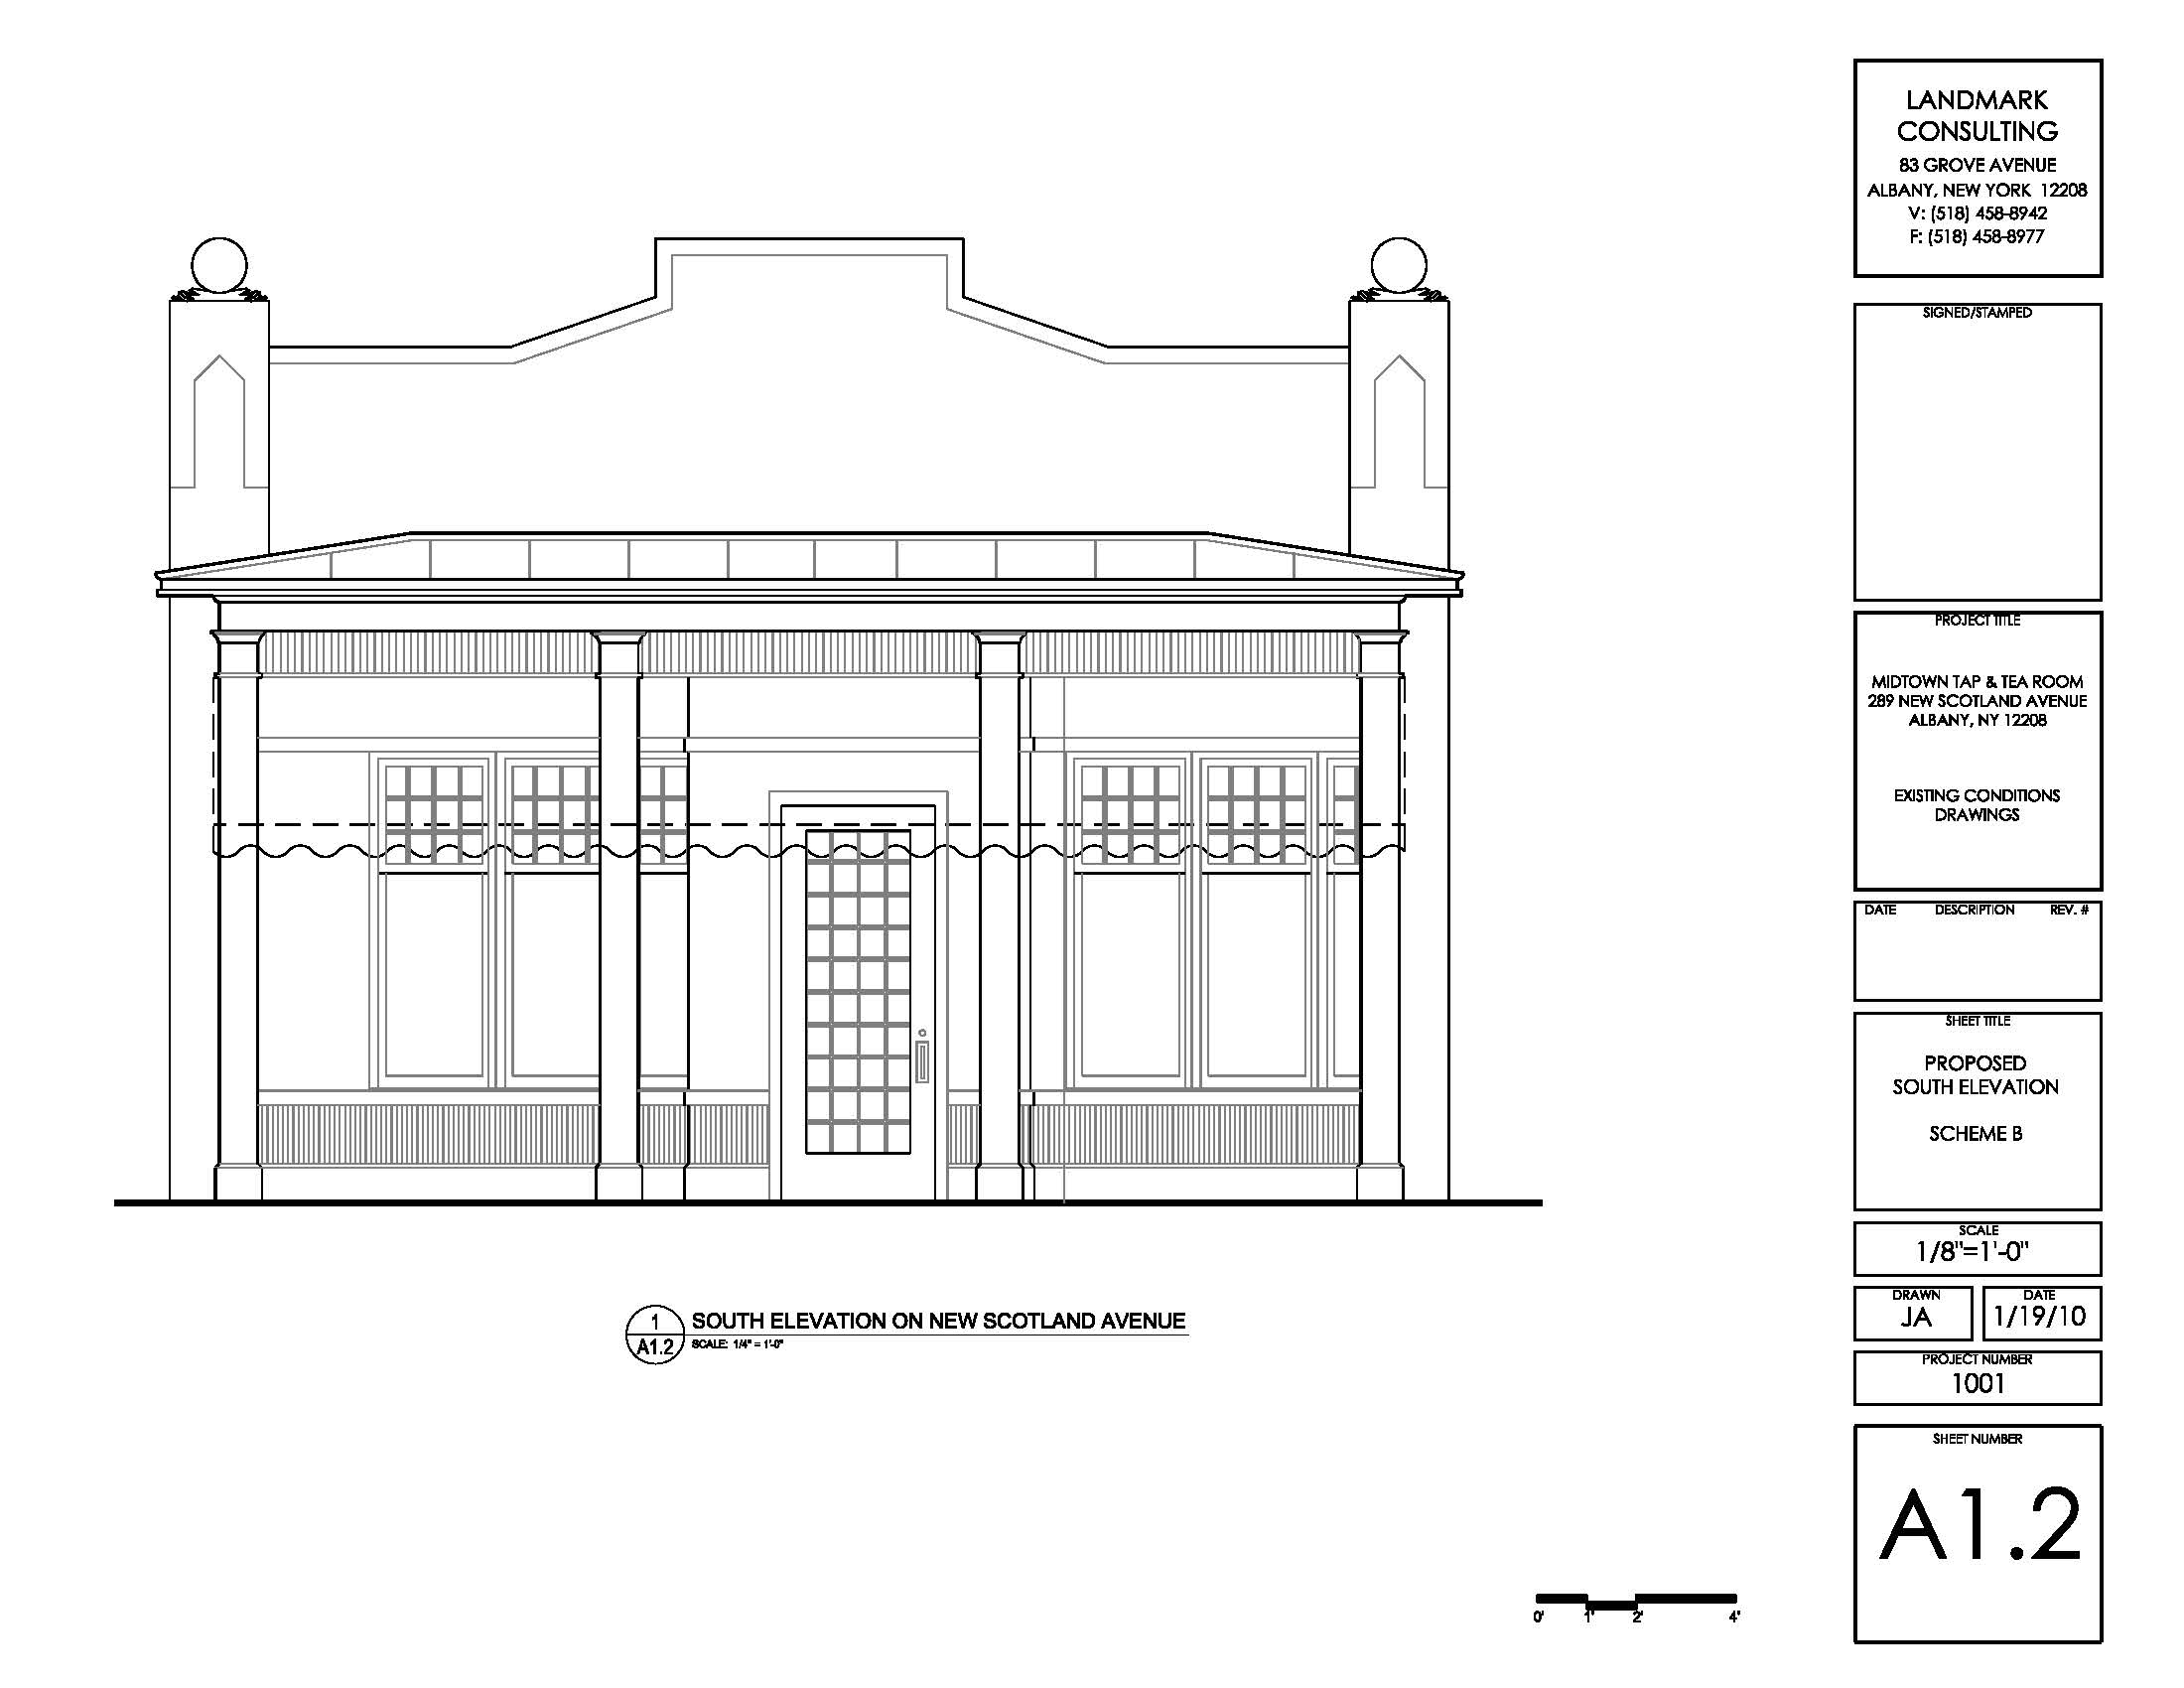 LANDMARK
CONSULTING
83 GROVE AVENUE
ALBANY, NEW YORK 12208
V: (518) 458-8942
F: (518) 458-8977
SIGNED/STAMPED
PROJECT TITLE
MIDTOWN TAP & TEA ROOM
289 NEW SCOTLAND AVENUE
ALBANY, NY 12208
EXISTING CONDITIONS
DRAWINGS
DATE DESCRIPTION REV. #
SHEET TITLE
PROPOSED
SOUTH ELEVATION
SCHEME B
SCALE
1/8"=1'-0"
DRAWN
JA
DATE
1/19/10
PROJECT NUMBER
1001
SHEET NUMBER
A1.2
1
A1.2
SOUTH ELEVATION ON NEW SCOTLAND AVENUE
SCALE: 1/4" = 1'-0"
0' 1' 2' 4'